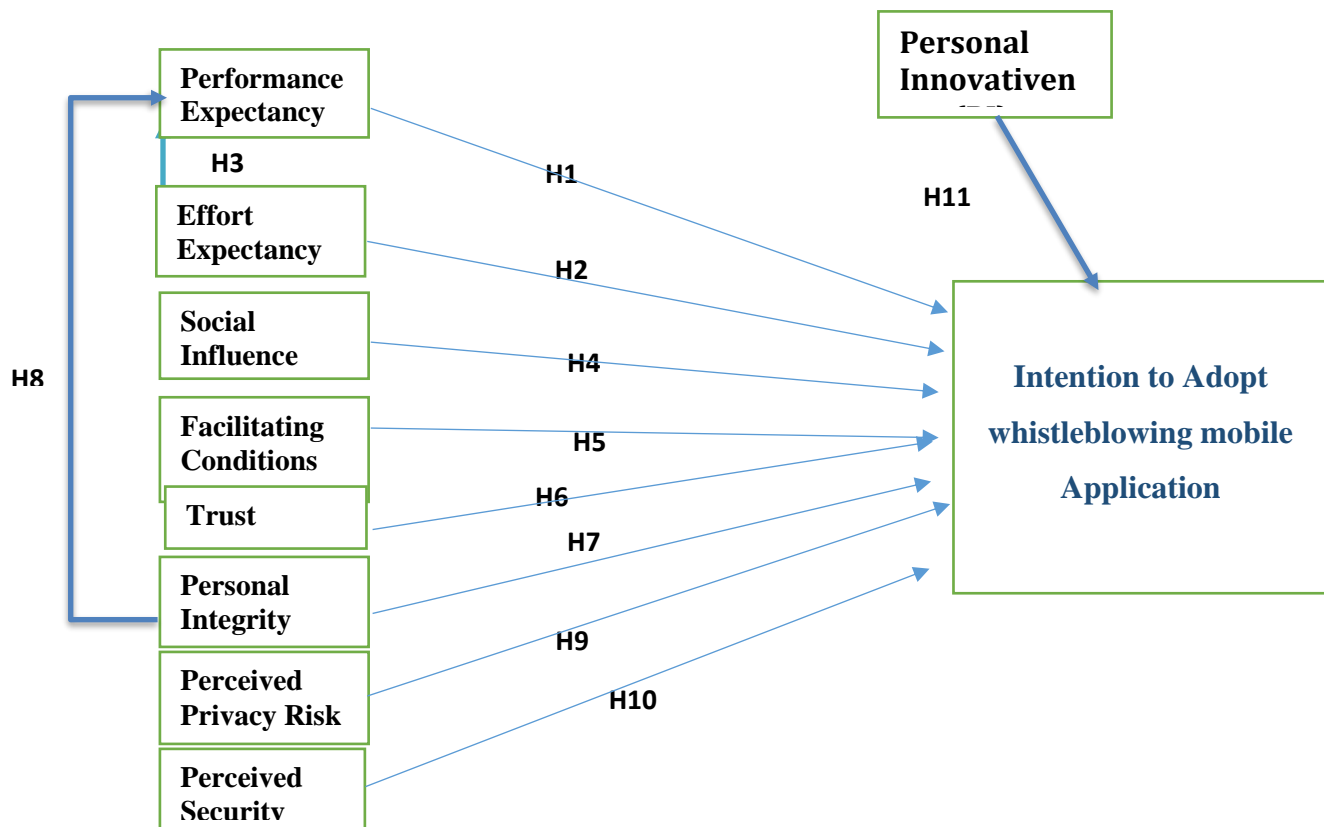 Personal
Innovativen
Performance
Expectancy
H3
H1
H11
Effort
Expectancy
H2
Social
Influence
H4
H8
Intention to Adopt
whistleblowing mobile
Application
Facilitating
Conditions
H5
Trust
H6
H7
Personal
Integrity
H9
Perceived
Privacy Risk
H10
Perceived
Security